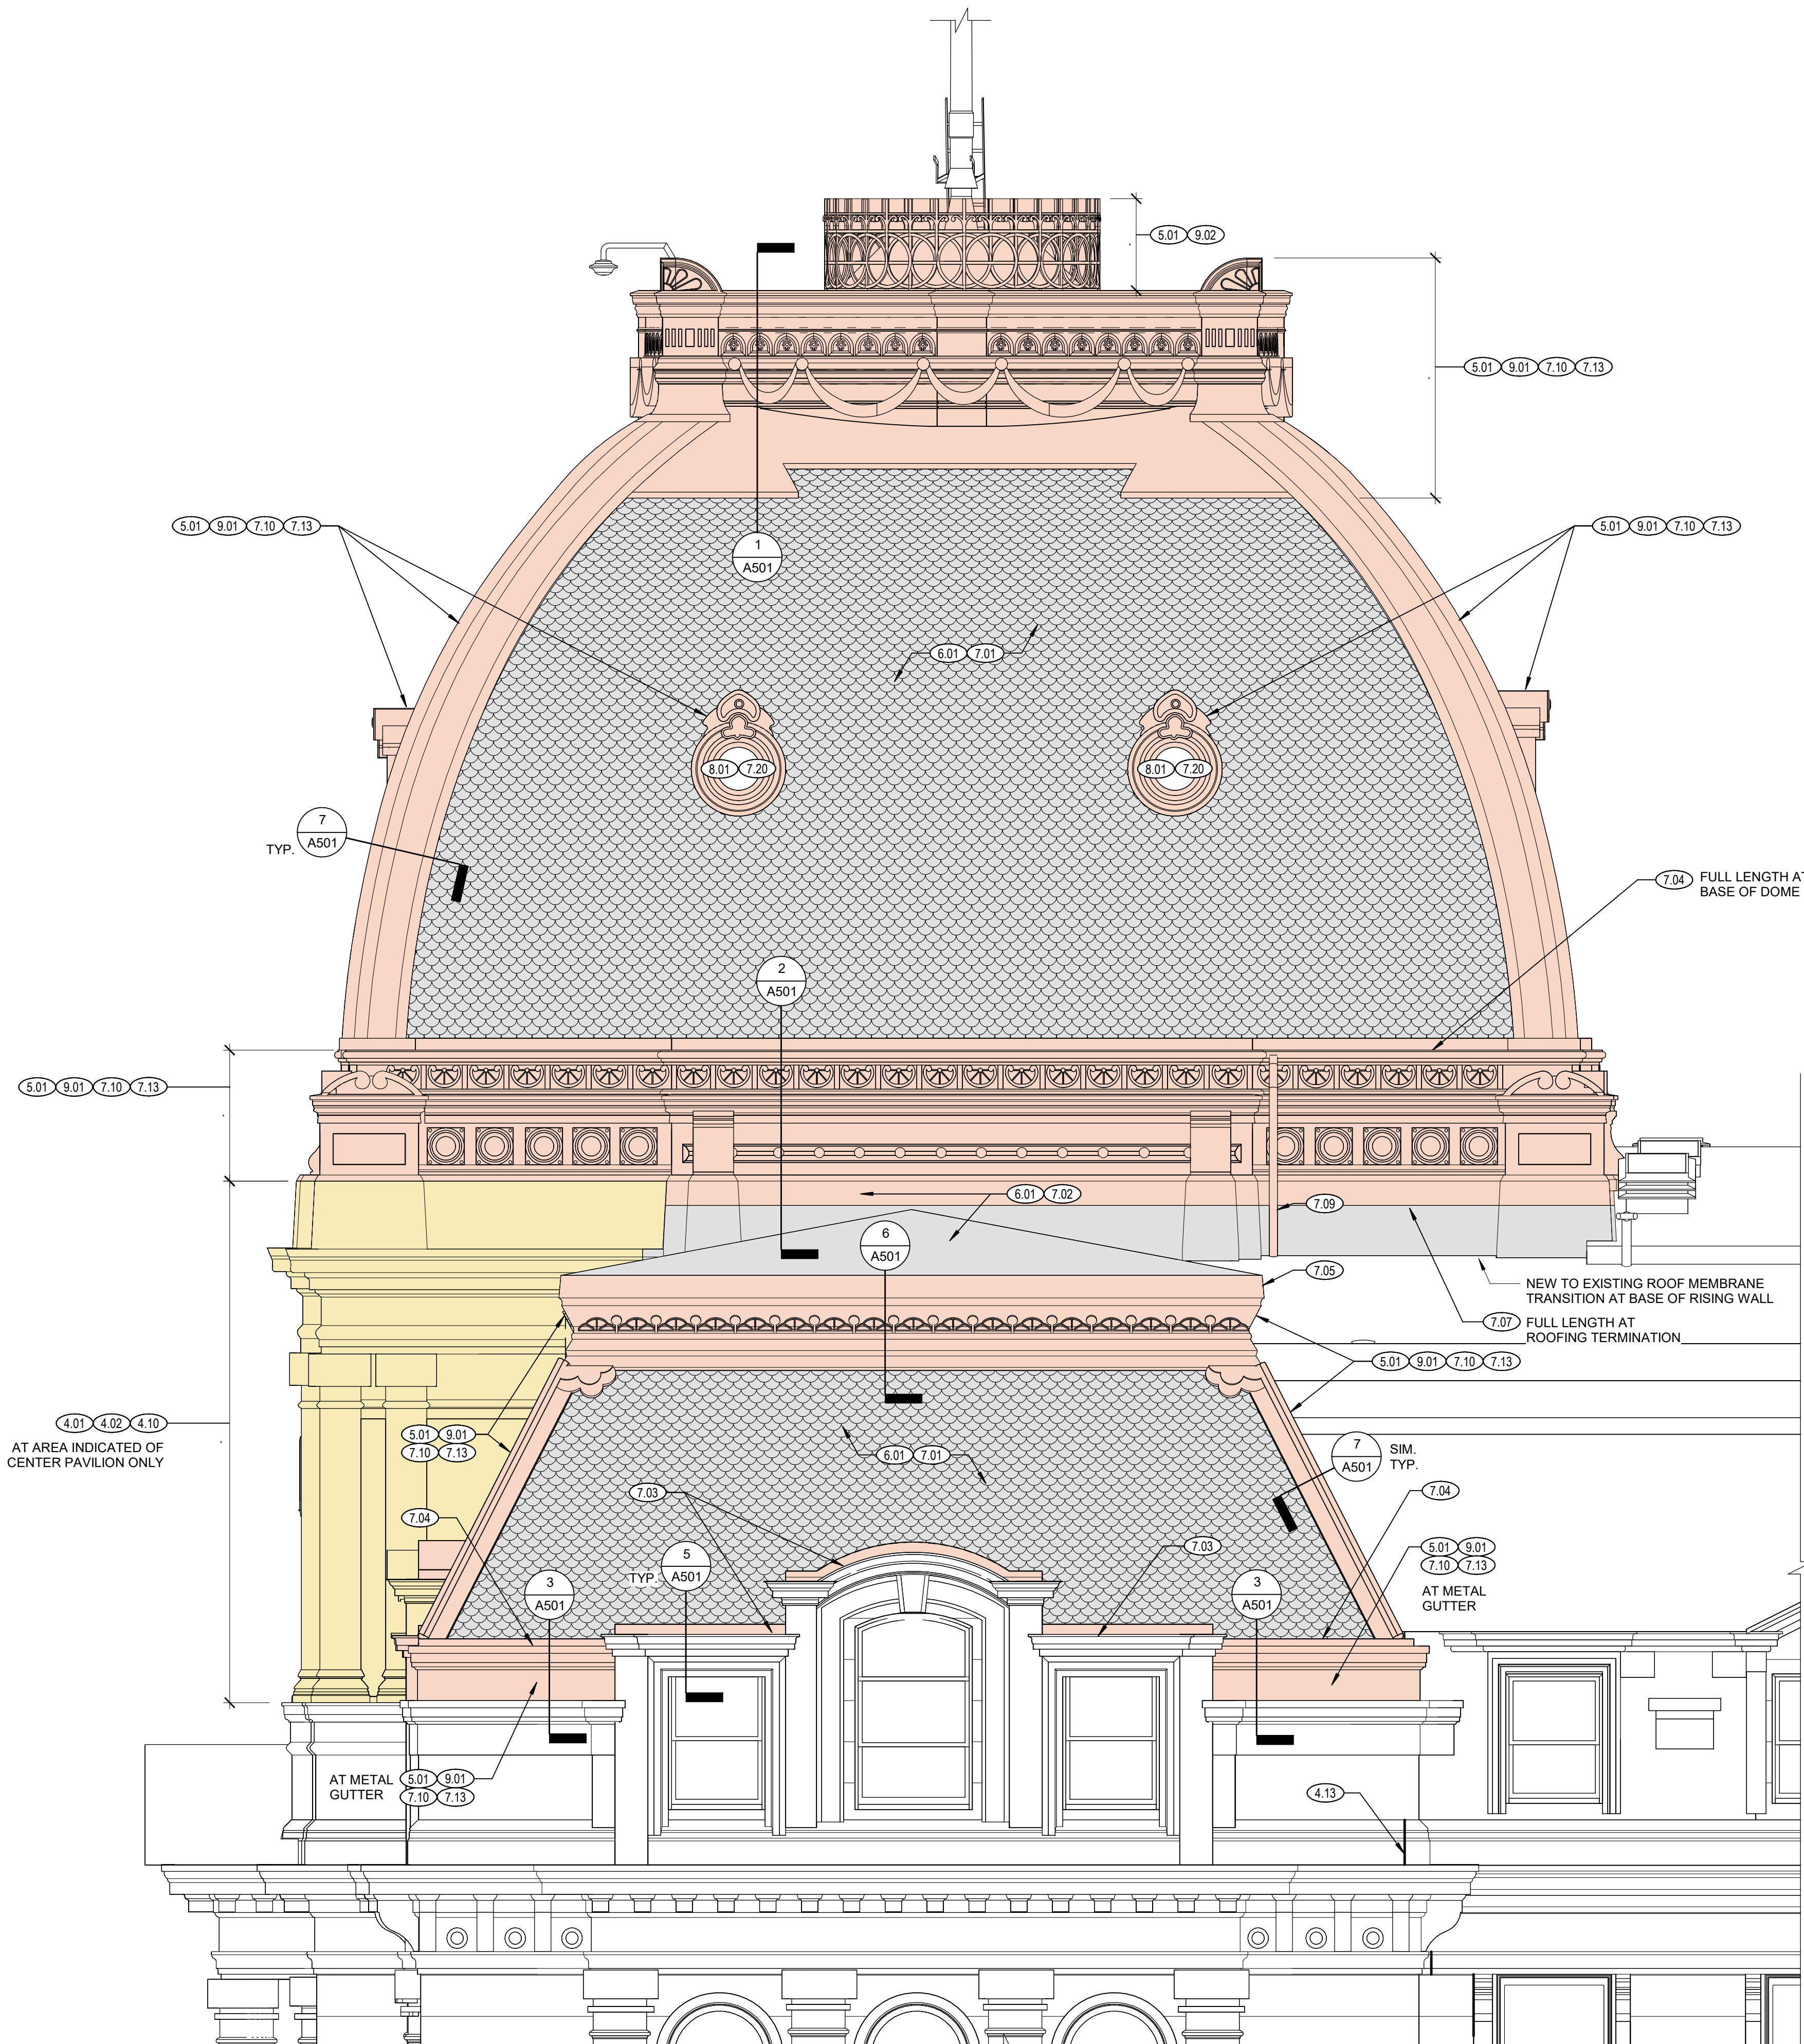 5.01 9.02
5.01 9.01 7.10 7.13
5.01 9.01 7.10 7.13
5.01 9.01 7.10 7.13
1
A501
6.01 7.01
8.01 7.20
8.01 7.20
7
A501
TYP.
7.04 FULL LENGTH AT
BASE OF DOME
2
A501
5.01 9.01 7.10 7.13
6.01 7.02
7.09
6
A501
7.05
NEW TO EXISTING ROOF MEMBRANE
TRANSITION AT BASE OF RISING WALL
7.07 FULL LENGTH AT
ROOFING TERMINATION
5.01 9.01 7.10 7.13
4.01 4.02 4.10
AT AREA INDICATED OF
CENTER PAVILION ONLY
5.01 9.01
7.10 7.13
6.01 7.01
7
A501
SIM.
TYP.
7.03
7.04
7.04
5
A501
TYP.
7.03
5.01 9.01
7.10 7.13
AT METAL
GUTTER
3
A501
3
A501
AT METAL
GUTTER
5.01 9.01
7.10 7.13
4.13